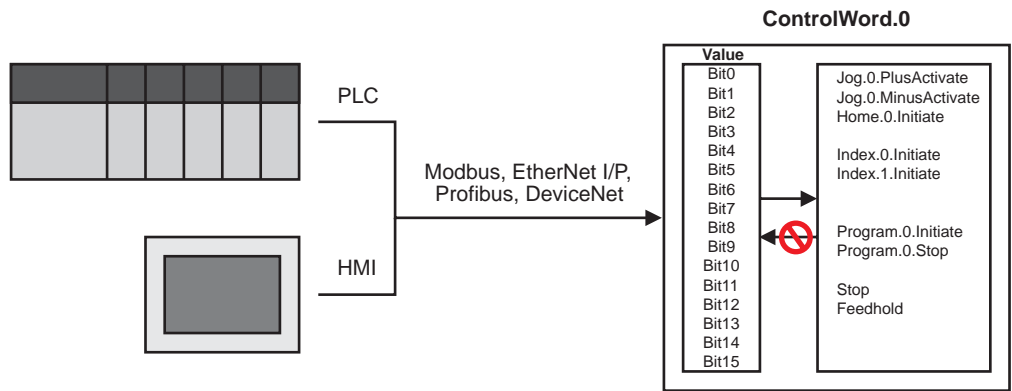 ControlWord.0
PLC
HMI
Modbus, EtherNet I/P,
Profibus, DeviceNet
Value
Bit0
Bit1
Bit2
Bit3
Bit4
Bit5
Bit6
Bit7
Bit8
Bit9
Bit10
Bit11
Bit12
Bit13
Bit14
Bit15
Jog.0.PlusActivate
Jog.0.MinusActivate
Home.0.Initiate
Index.0.Initiate
Index.1.Initiate
Program.0.Initiate
Program.0.Stop
Stop
Feedhold